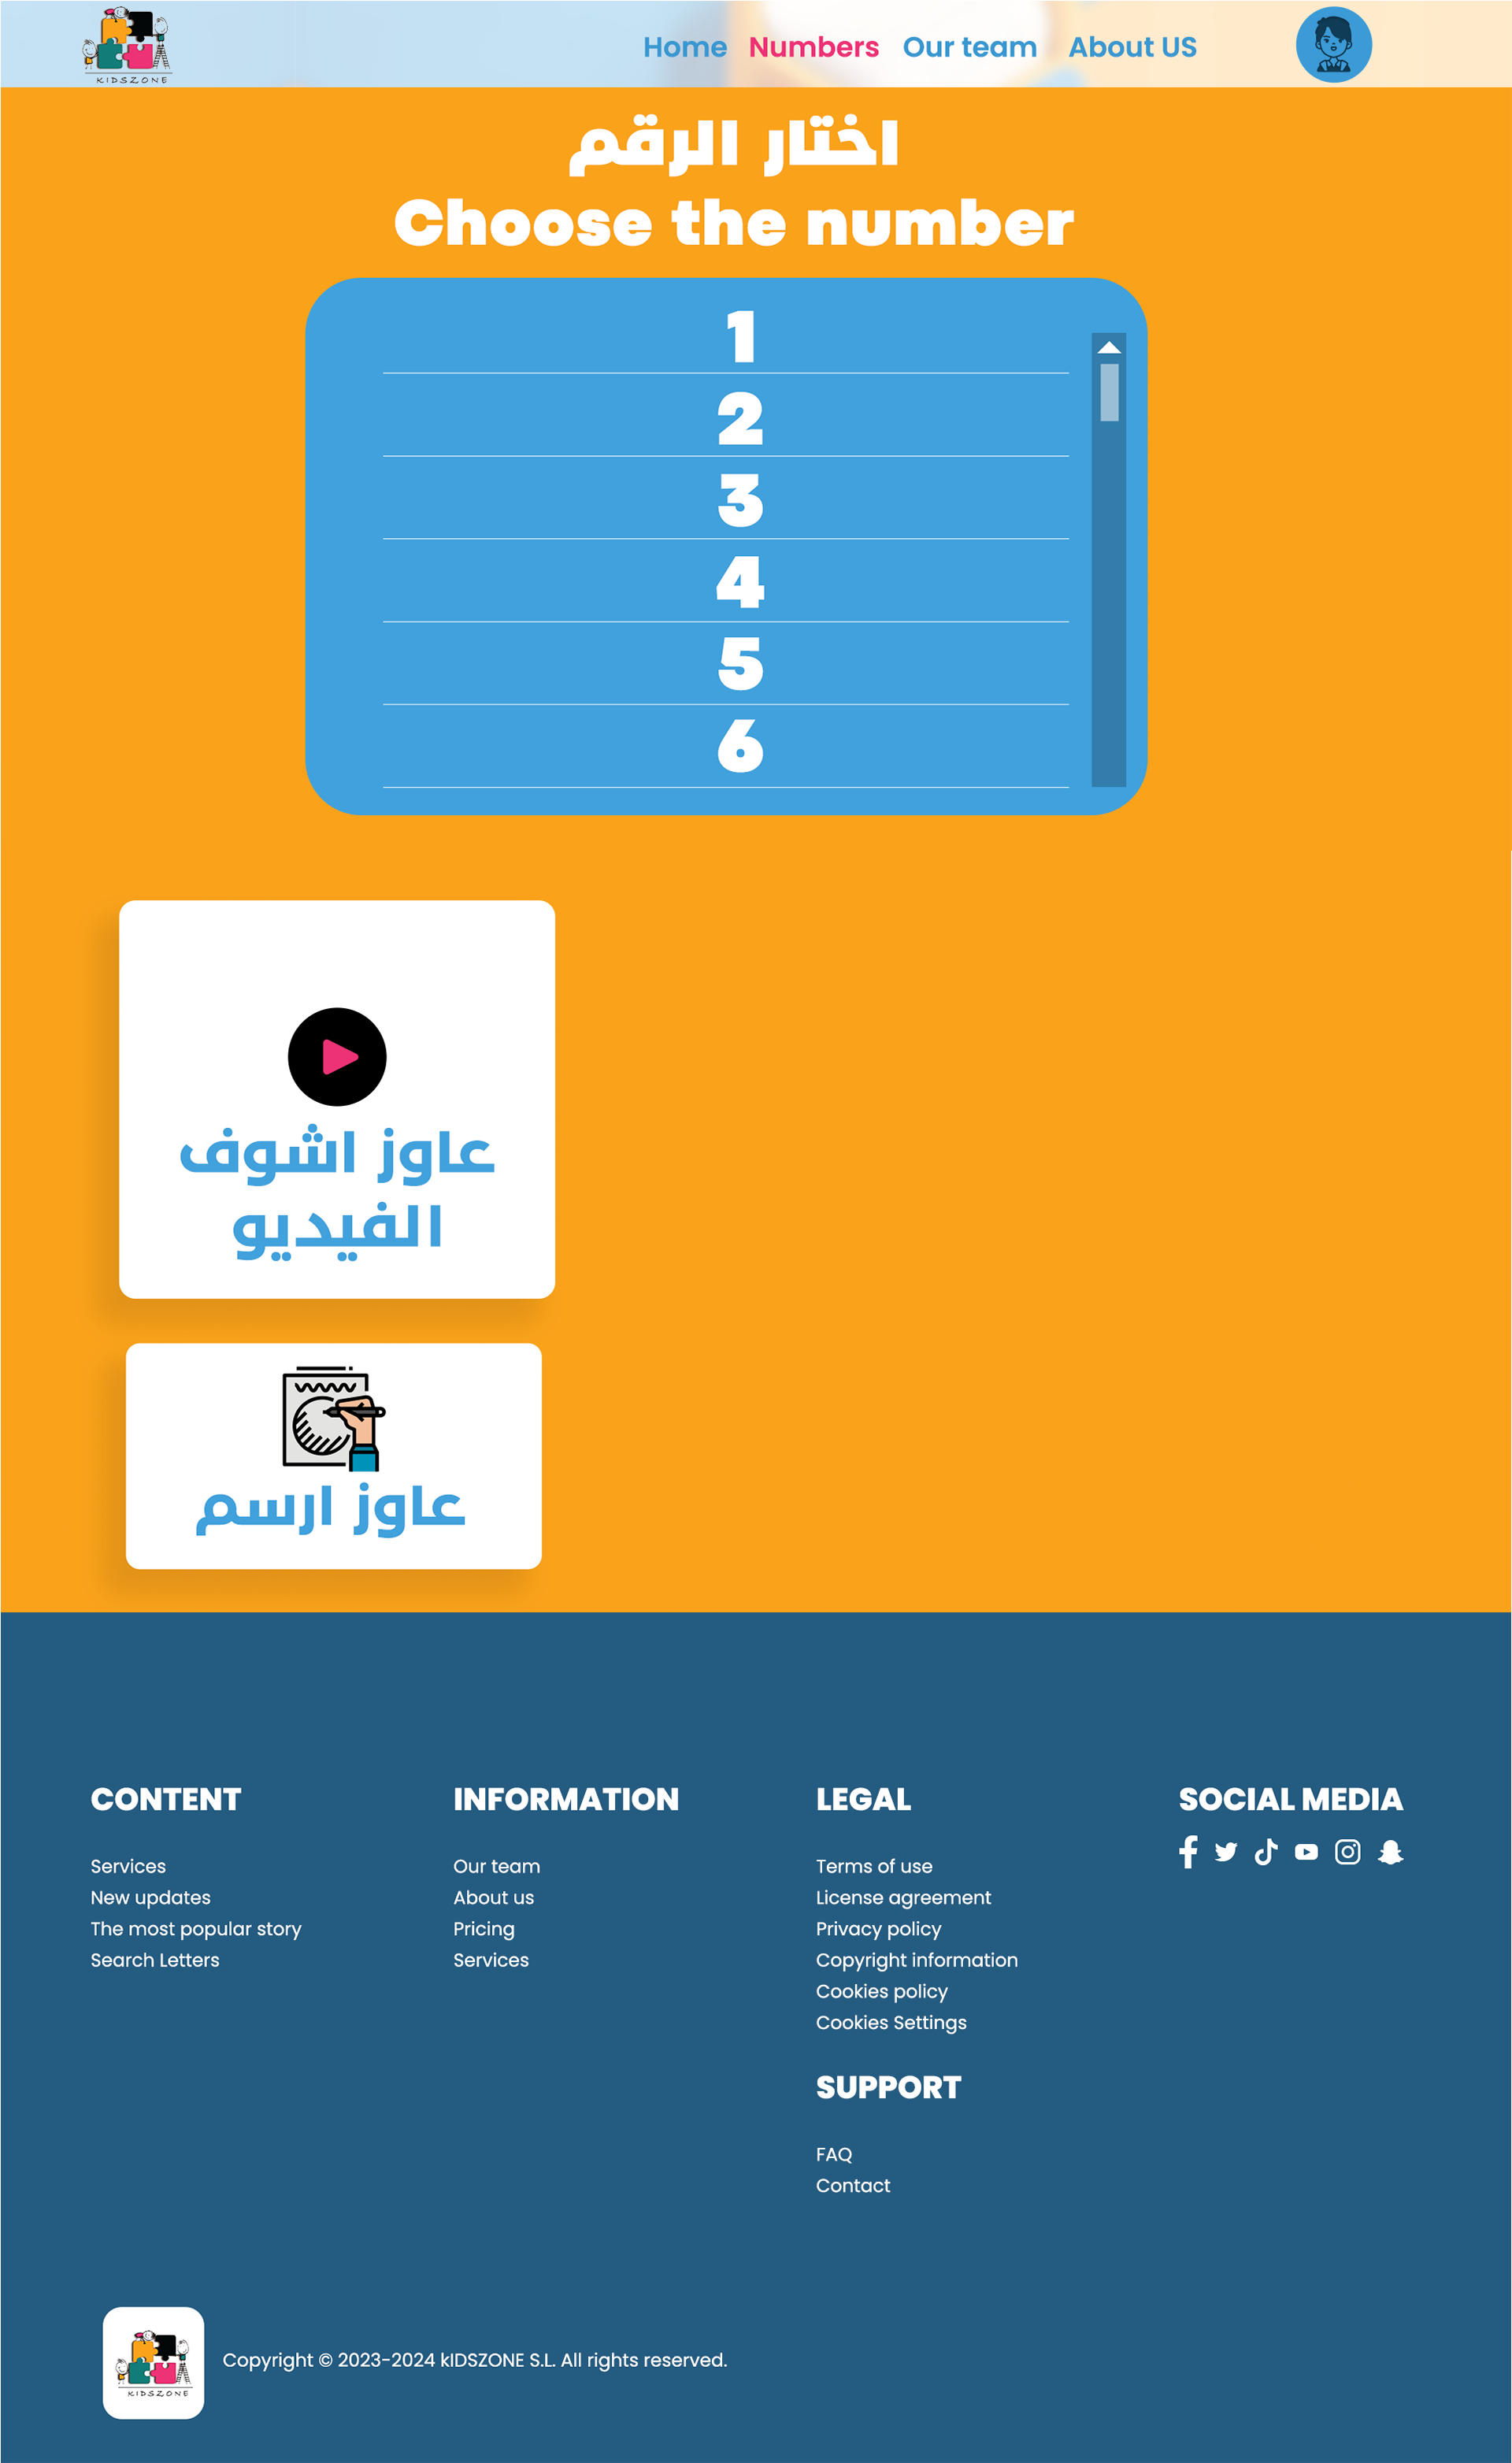 KIDSZONE
Home Numbers Our team About US
اختار الرقم
Choose the number
1
2
3
4
5
6
عاوز اشوف
الفيديو
عاوز ارسم
CONTENT
Services
New updates
The most popular story
Search Letters
INFORMATION
Our team
About us
Pricing
Services
LEGAL
Terms of use
License agreement
Privacy policy
Copyright information
Cookies policy
Cookies Settings
SUPPORT
FAQ
Contact
SOCIAL MEDIA
KIDSZONE
Copyright © 2023-2024 kIDSZONE S.L. All rights reserved.